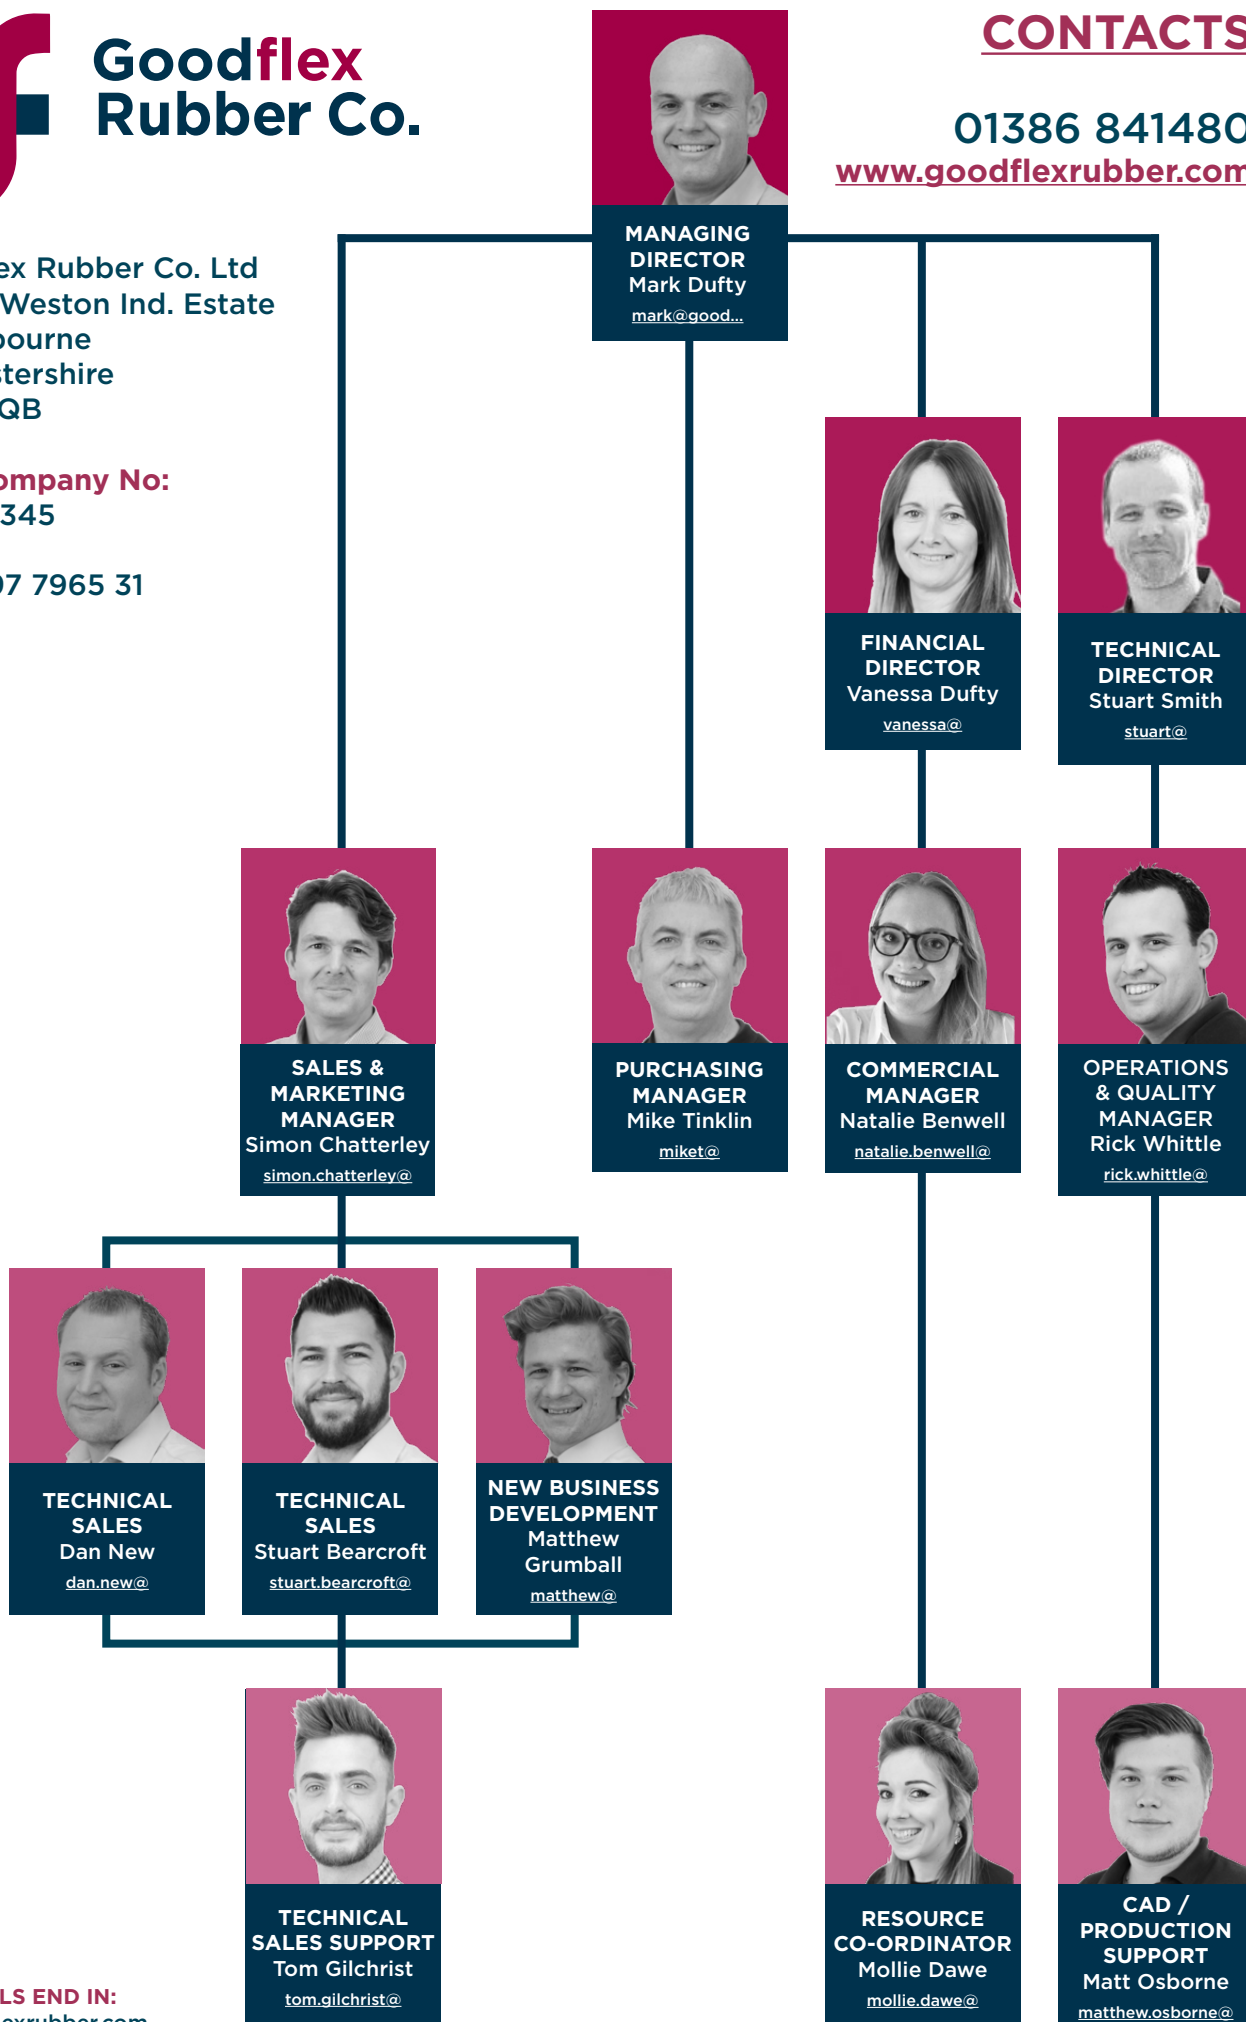 Goodflex
Rubber Co.
CONTACTS
01386 841480
www.goodflexrubber.com
ex Rubber Co. Ltd
Weston Ind. Estate
bourne
stershire
QB
ompany No:
345
07 7965 31
MANAGING
DIRECTOR
Mark Dufty
mark@good...
FINANCIAL
DIRECTOR
Vanessa Dufty
vanessa@
TECHNICAL
DIRECTOR
Stuart Smith
stuart@
SALES &
MARKETING
MANAGER
Simon Chatterley
simon.chatterley@
PURCHASING
MANAGER
Mike Tinklin
miket@
COMMERCIAL
MANAGER
Natalie Benwell
natalie.benwell@
OPERATIONS
& QUALITY
MANAGER
Rick Whittle
rick.whittle@
TECHNICAL
SALES
Dan New
dan.new@
TECHNICAL
SALES
Stuart Bearcroft
stuart.bearcroft@
NEW BUSINESS
DEVELOPMENT
Matthew
Grumball
matthew@
TECHNICAL
SALES SUPPORT
Tom Gilchrist
tom.gilchrist@
RESOURCE
CO-ORDINATOR
Mollie Dawe
mollie.dawe@
CAD /
PRODUCTION
SUPPORT
Matt Osborne
matthew.osborne@
LS END IN:
exrubber.com